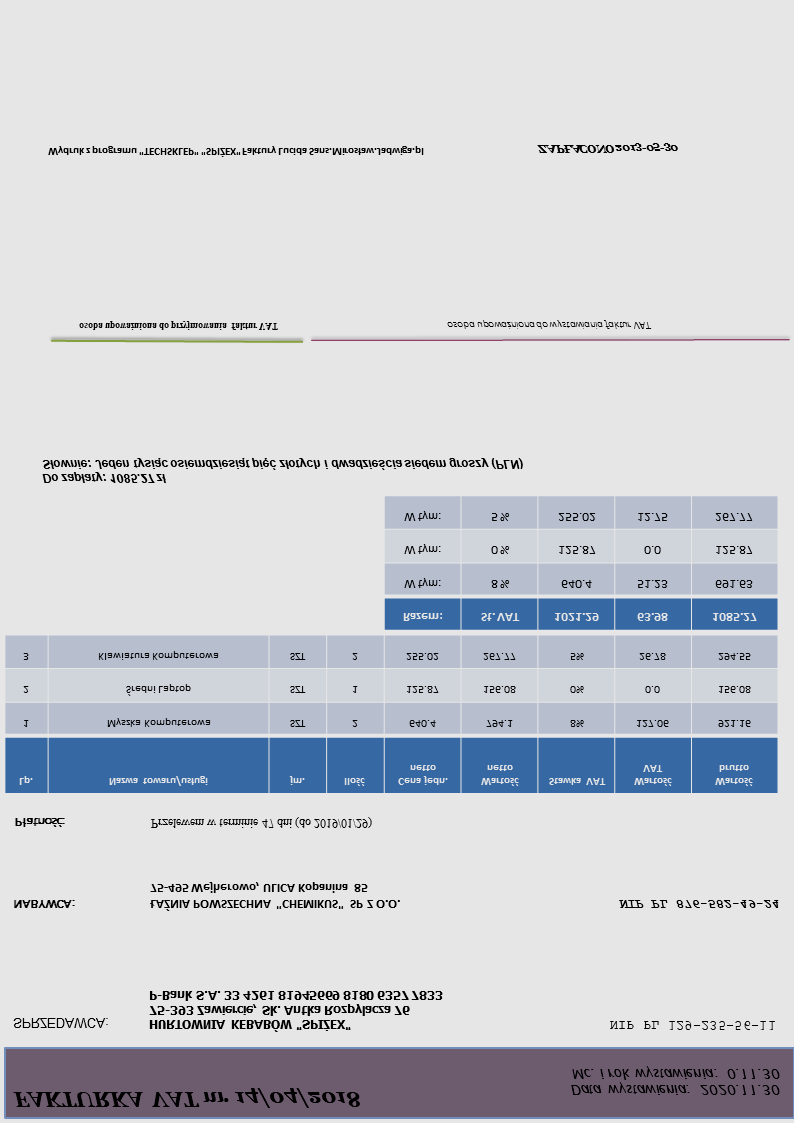 FAKTURKA VAT nr 14/04/2018
Data wystawienia: 2020.11.30
Mc. i rok wystawienia: 0.11.30
SPRZEDAWCA:
HURTOWNIA KEBABÓW "SPIŻEX"
NIP PL 129-235-56-11
75-393 Zawiercie, Sk. Antka Rozpylacza 76
P-Bank S.A. 33 4261 81945669 8180 6357 7833
NABYWCA:
ŁAŹNIA POWSZECHNA "CHEMIKUS" SP Z O.O.
NIP PL 876-582-49-24
75-495 Wejherowo, ULICA Kopanina 85
Płatność:
Przelewem w terminie 47 dni (do 2019/01/29)
Lp. Nazwa towaru/usługi jm. Ilość Cena jedn. netto Wartość netto Stawka VAT Wartość VAT Wartość brutto
1 Myszka Komputerowa SZT 2 640.4 794.1 8% 127.06 921.16
2 Średni Laptop SZT 1 125.87 156.08 0% 0.0 156.08
3 Klawiatura Komputerowa SZT 2 255.02 267.77 5% 26.78 294.55
Razem: St.VAT 1021.29 63.98 1085.27
W tym: 8 % 640.4 51.23 691.63
W tym: 0 % 125.87 0.0 125.87
W tym: 5 % 255.02 12.75 267.77
Do zapłaty: 1085.27 zł
Słownie: Jeden tysiąc osiemdziesiąt pięć złotych i dwadzieścia siedem groszy (PLN)
osoba upoważniona do przyjmowania faktur VAT
osoba upoważniona do wystawiania faktur VAT
Wydruk z programu "TECHSKLEP" "SPIŻEX" Faktury Lucida Sans.Mirosław.Jadwiga.pl
ZAPŁACONO 2013-05-30